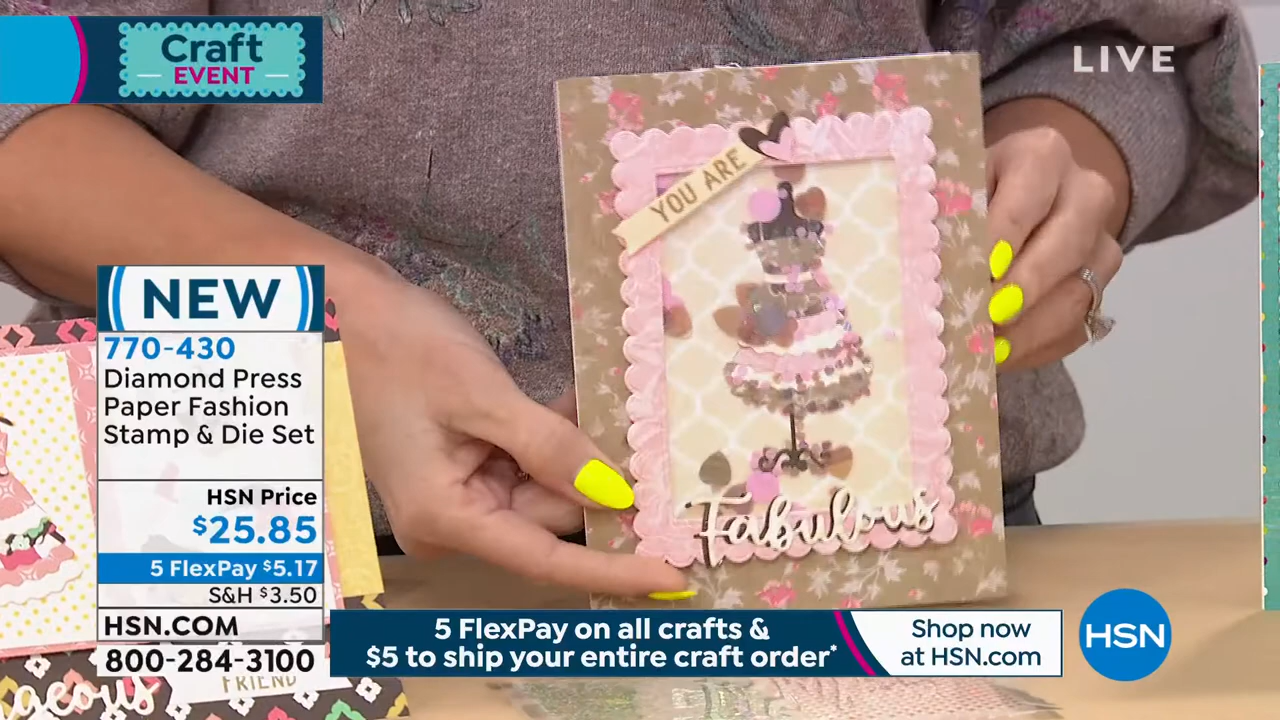 Craft
EVENT
LIVE
YOU ARE
Fabulous
NEW
770-430
Diamond Press
Paper Fashion
Stamp & Die Set
HSN Price
$25.85
5 FlexPay $5.17
S&H $3.50
HSN.COM
800-284-3100
5 FlexPay on all crafts &
$5 to ship your entire craft order*
Shop now
at HSN.com
HSN
geous
FRIEND